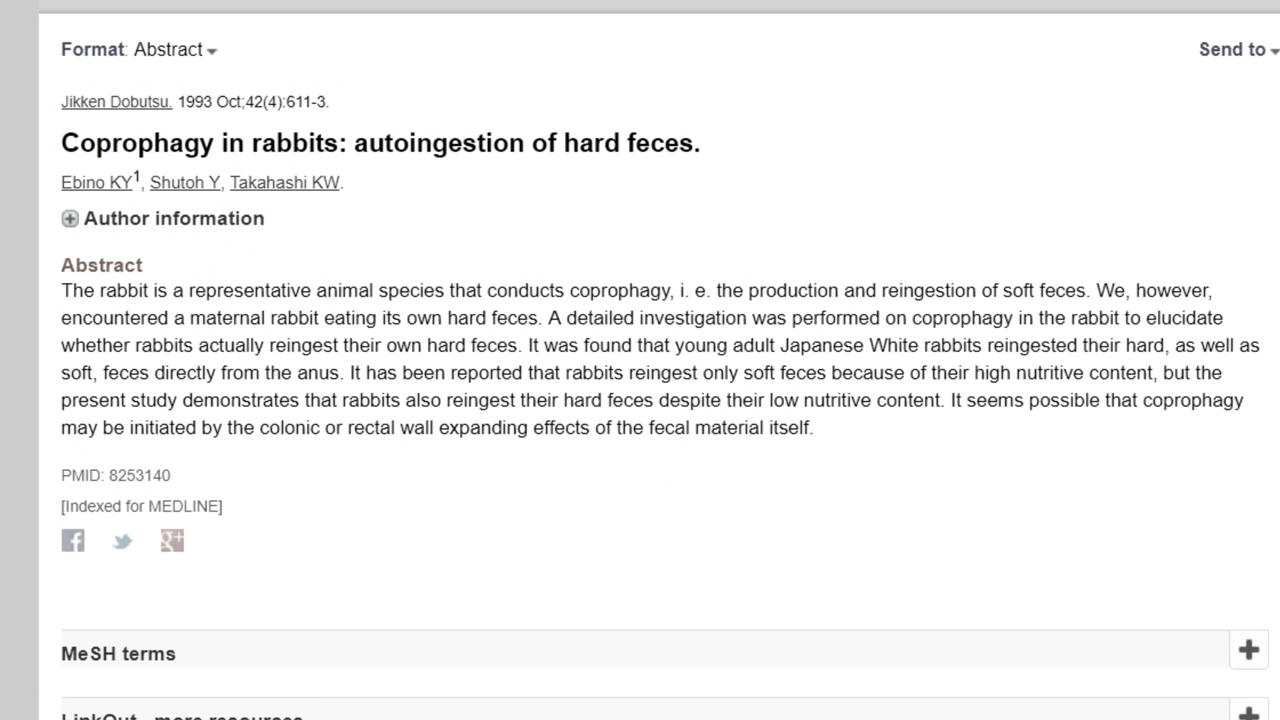 Format: Abstract
Send to
Jikken Dobutsu. 1993 Oct;42(4):611-3.
Coprophagy in rabbits: autoingestion of hard feces.
Ebino KY1, Shutoh Y, Takahashi KW.
Author information
Abstract
The rabbit is a representative animal species that conducts coprophagy, i. e. the production and reingestion of soft feces. We, however,
encountered a maternal rabbit eating its own hard feces. A detailed investigation was performed on coprophagy in the rabbit to elucidate
whether rabbits actually reingest their own hard feces. It was found that young adult Japanese White rabbits reingested their hard, as well as
soft, feces directly from the anus. It has been reported that rabbits reingest only soft feces because of their high nutritive content, but the
present study demonstrates that rabbits also reingest their hard feces despite their low nutritive content. It seems possible that coprophagy
may be initiated by the colonic or rectal wall expanding effects of the fecal material itself.
PMID: 8253140
[Indexed for MEDLINE]
f
g+
MeSH terms
LinkOut - more resources